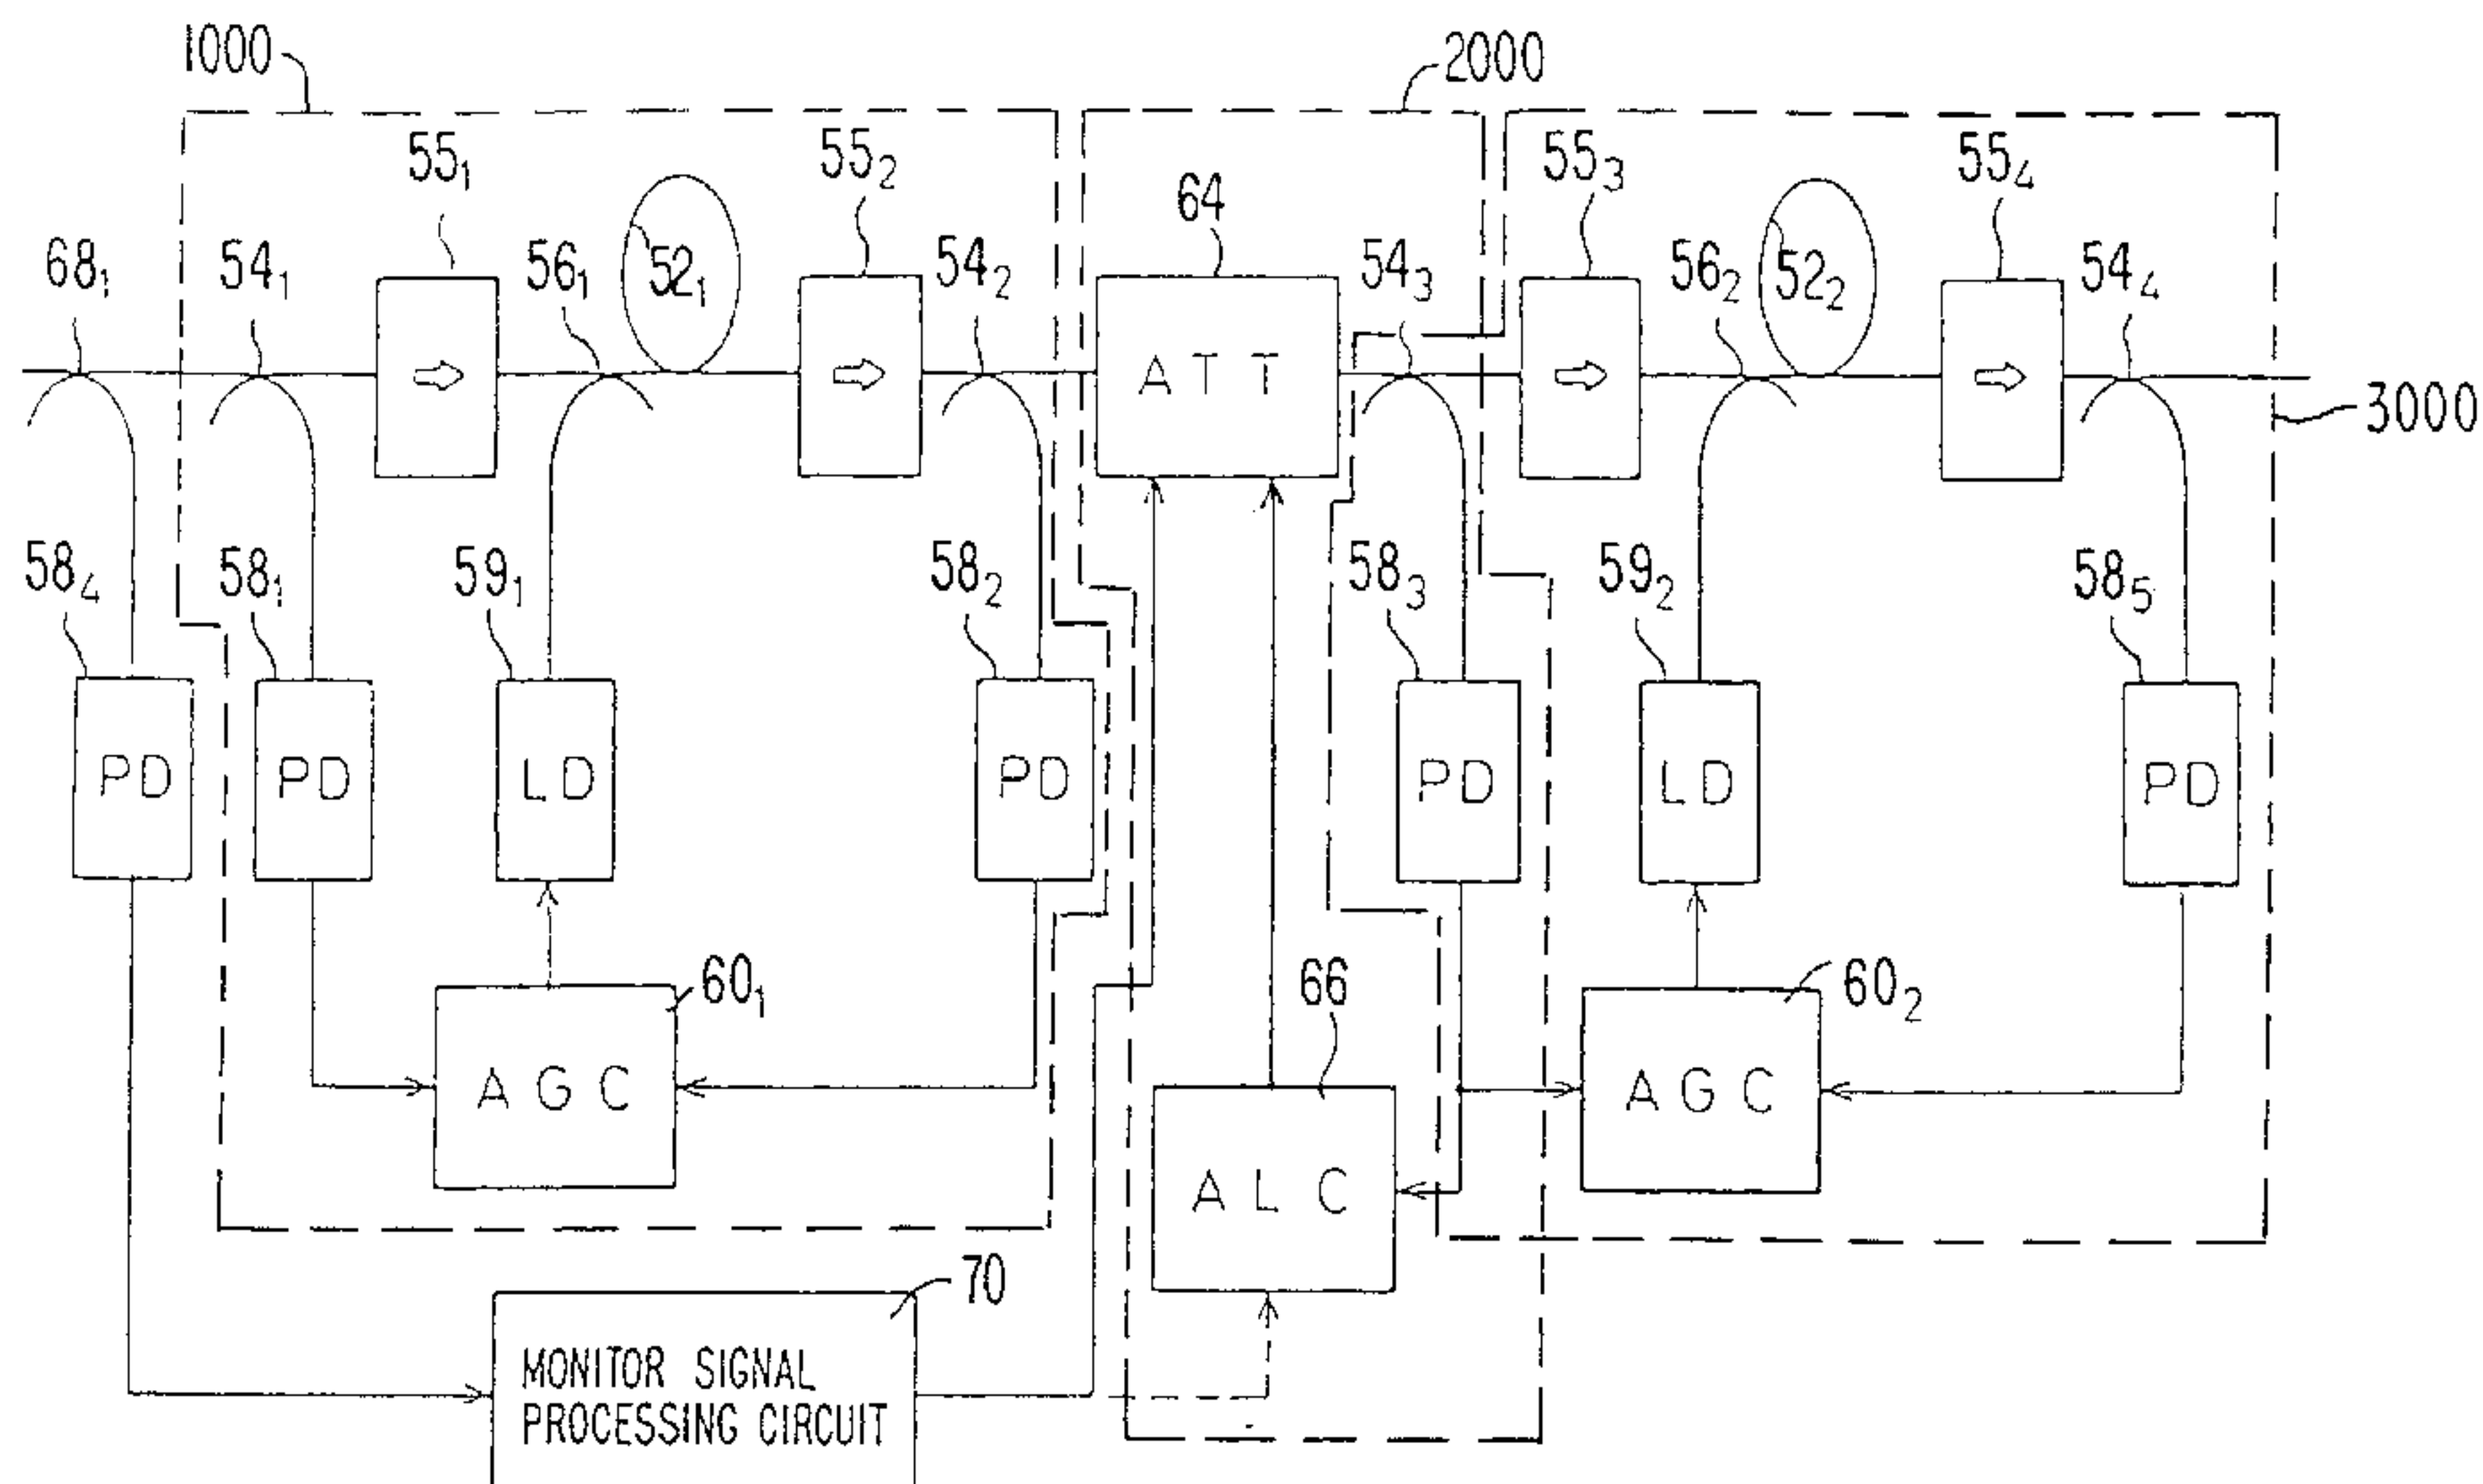 1000
2000
55₁
55₂
55₃
55₄
64
68₁
54₁
56₁
52₁
54₂
54₃
56₂
52₂
54₄
ATT
3000
58₄
58₁
59₁
58₂
58₃
59₂
58₅
PD
PD
LD
PD
PD
LD
PD
60₁
66
60₂
AGC
AGC
ALC
70
MONITOR SIGNAL
PROCESSING CIRCUIT